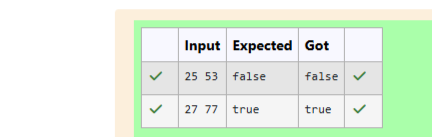 Input Expected Got
25 53 false false
27 77 true true